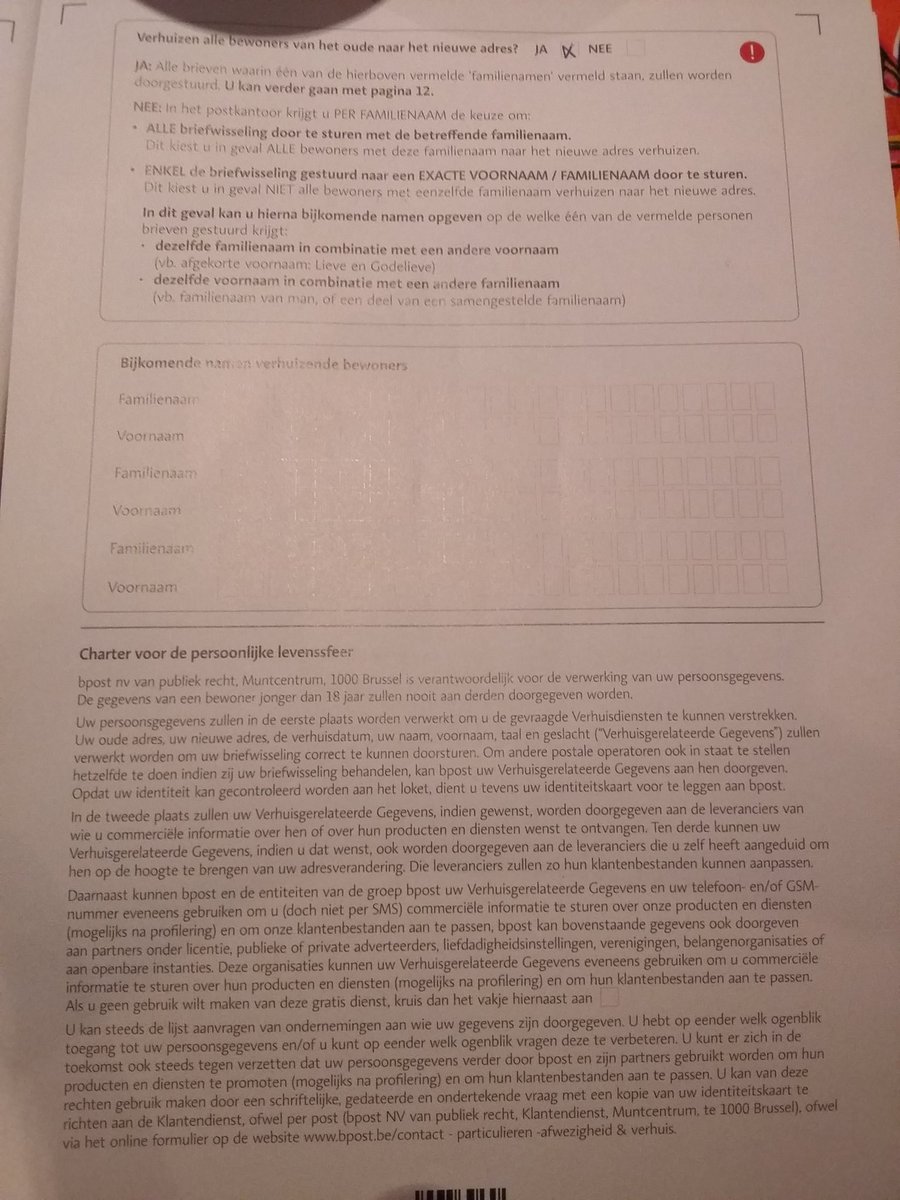 Verhuizen alle bewoners van het oude naar het nieuwe adres? JA X NEE
!
JA: Alle brieven waarin één van de hierboven vermelde 'familienamen' vermeld staan, zullen worden
doorgestuurd. U kan verder gaan met pagina 12.
NEE: In het postkantoor krijgt u PER FAMILIENAAM de keuze om:
• ALLE briefwisseling door te sturen met de betreffende familienaam.
Dit kiest u in geval ALLE bewoners met deze familienaam naar het nieuwe adres verhuizen.
• ENKEL de briefwisseling gestuurd naar een EXACTE VOORNAAM / FAMILIENAAM door te sturen.
Dit kiest u in geval NIET alle bewoners met eenzelfde familienaam verhuizen naar het nieuwe adres.
In dit geval kan u hierna bijkomende namen opgeven op de welke één van de vermelde personen
brieven gestuurd krijgt:
• dezelfde familienaam in combinatie met een andere voornaam
(vb. afgekorte voornaam: Lieve en Godelieve)
• dezelfde voornaam in combinatie met een andere familienaam
(vb. familienaam van man, of een deel van een samengestelde familienaam)
Bijkomende namen verhuizende bewoners
Familienaam
Voornaam
Familienaam
Voornaam
Familienaam
Voornaam
Charter voor de persoonlijke levenssfeer
bpost nv van publiek recht, Muntcentrum, 1000 Brussel is verantwoordelijk voor de verwerking van uw persoonsgegevens.
De gegevens van een bewoner jonger dan 18 jaar zullen nooit aan derden doorgegeven worden.
Uw persoonsgegevens zullen in de eerste plaats worden verwerkt om u de gevraagde Verhuisdiensten te kunnen verstrekken.
Uw oude adres, uw nieuwe adres, de verhuisdatum, uw naam, voornaam, taal en geslacht ("Verhuisgerelateerde Gegevens") zullen
verwerkt worden om uw briefwisseling correct te kunnen doorsturen. Om andere postale operatoren ook in staat te stellen
hetzelfde te doen indien zij uw briefwisseling behandelen, kan bpost uw Verhuisgerelateerde Gegevens aan hen doorgeven.
Opdat uw identiteit kan gecontroleerd worden aan het loket, dient u tevens uw identiteitskaart voor te leggen aan bpost.
In de tweede plaats zullen uw Verhuisgerelateerde Gegevens, indien gewenst, worden doorgegeven aan de leveranciers van
wie u commerciële informatie over hen of over hun producten en diensten wenst te ontvangen. Ten derde kunnen uw
Verhuisgerelateerde Gegevens, indien u dat wenst, ook worden doorgegeven aan de leveranciers die u zelf heeft aangeduid om
hen op de hoogte te brengen van uw adresverandering. Die leveranciers zullen zo hun klantenbestanden kunnen aanpassen.
Daarnaast kunnen bpost en de entiteiten van de groep bpost uw Verhuisgerelateerde Gegevens en uw telefoon- en/of GSM-
nummer eveneens gebruiken om u (doch niet per SMS) commerciële informatie te sturen over onze producten en diensten
(mogelijks na profilering) en om onze klantenbestanden aan te passen, bpost kan bovenstaande gegevens ook doorgeven
aan partners onder licentie, publieke of private adverteerders, liefdadigheidsinstellingen, verenigingen, belangenorganisaties of
aan openbare instanties. Deze organisaties kunnen uw Verhuisgerelateerde Gegevens eveneens gebruiken om u commerciële
informatie te sturen over hun producten en diensten (mogelijks na profilering) en om hun klantenbestanden aan te passen.
Als u geen gebruik wilt maken van deze gratis dienst, kruis dan het vakje hiernaast aan
U kan steeds de lijst aanvragen van ondernemingen aan wie uw gegevens zijn doorgegeven. U hebt op eender welk ogenblik
toegang tot uw persoonsgegevens en/of u kunt op eender welk ogenblik vragen deze te verbeteren. U kunt er zich in de
toekomst ook steeds tegen verzetten dat uw persoonsgegevens verder door bpost en zijn partners gebruikt worden om hun
producten en diensten te promoten (mogelijks na profilering) en om hun klantenbestanden aan te passen. U kan van deze
rechten gebruik maken door een schriftelijke, gedateerde en ondertekende vraag met een kopie van uw identiteitskaart te
richten aan de Klantendienst, ofwel per post (bpost NV van publiek recht, Klantendienst, Muntcentrum, te 1000 Brussel), ofwel
via het online formulier op de website www.bpost.be/contact - particulieren -afwezigheid & verhuis.